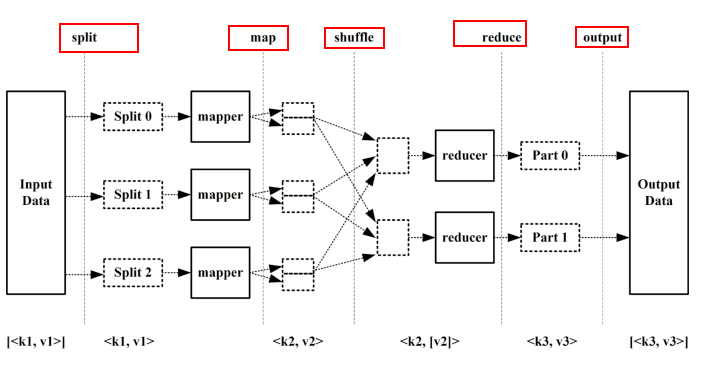 split
map
shuffle
reduce
output
Split 0
mapper
reducer
Part 0
Input
Data
Split 1
mapper
Output
Data
Split 2
mapper
reducer
Part 1
[<k1, v1>]
<k1, v1>
<k2, v2>
<k2, [v2]>
<k3, v3>
[<k3, v3>]